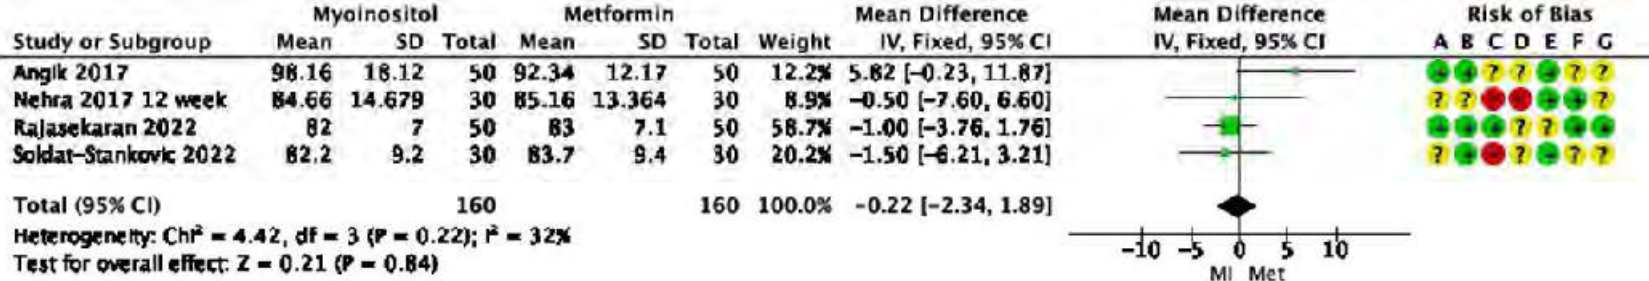 Myoinositol Metformin Mean Difference Mean Difference Risk of Bias
Study or Subgroup Mean SD Total Mean SD Total Weight IV, Fixed, 95% CI IV, Fixed, 95% CI A B C D E F G
Angik 2017 98.16 18.12 50 92.34 12.17 50 12.2% 5.82 [-0.23, 11.87] + + ? ? + ? ?
Nehra 2017 12 week 84.66 14.679 30 85.16 13.364 30 8.9% -0.50 [-7.60, 6.60] ? ? - - + + ?
Rajasekaran 2022 82 7 50 83 7.1 50 58.7% -1.00 [-3.76, 1.76] + + + ? ? + +
Soldat-Stankovic 2022 82.2 9.2 30 83.7 9.4 30 20.2% -1.50 [-6.21, 3.21] ? + - ? + ? ?
Total (95% CI) 160 160 100.0% -0.22 [-2.34, 1.89]
Heterogeneity: Chi² = 4.42, df = 3 (P = 0.22); I² = 32%
Test for overall effect: Z = 0.21 (P = 0.84)
-10 -5 0 5 10
MI Met